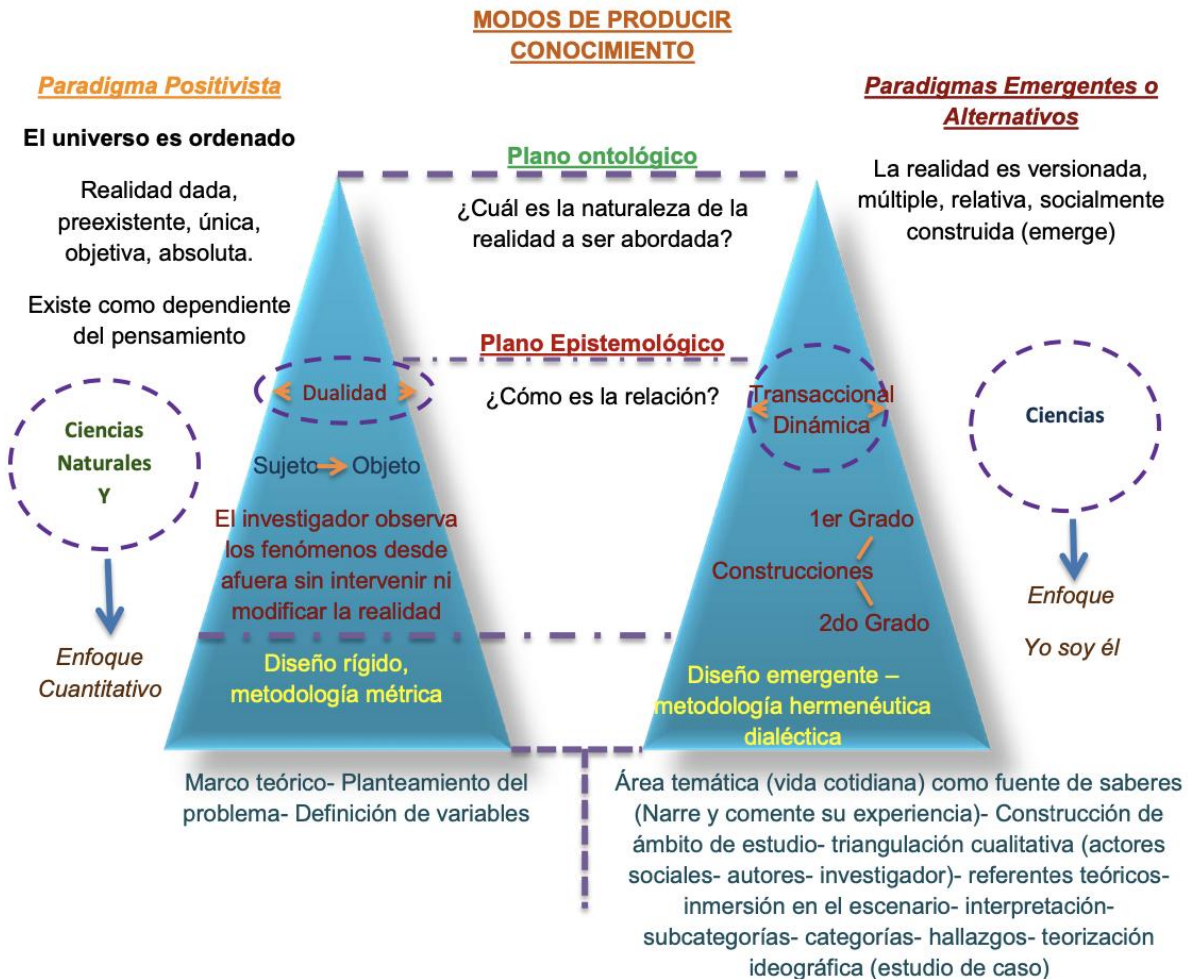 MODOS DE PRODUCIR
CONOCIMIENTO
Paradigma Positivista
El universo es ordenado
Realidad dada,
preexistente, única,
objetiva, absoluta.
Existe como dependiente
del pensamiento
Ciencias
Naturales
Y
Enfoque
Cuantitativo
Plano ontológico
¿Cuál es la naturaleza de la
realidad a ser abordada?
Plano Epistemológico
¿Cómo es la relación?
Dualidad
Sujeto Objeto
El investigador observa
los fenómenos desde
afuera sin intervenir ni
modificar la realidad
Diseño rígido,
metodología métrica
Marco teórico- Planteamiento del
problema- Definición de variables
Paradigmas Emergentes o
Alternativos
La realidad es versionada,
múltiple, relativa, socialmente
construida (emerge)
Transaccional
Dinámica
1er Grado
Construcciones
2do Grado
Diseño emergente –
metodología hermenéutica
dialéctica
Ciencias
Enfoque
Yo soy él
Área temática (vida cotidiana) como fuente de saberes
(Narre y comente su experiencia)- Construcción de
ámbito de estudio- triangulación cualitativa (actores
sociales- autores- investigador)- referentes teóricos-
inmersión en el escenario- interpretación-
subcategorías- categorías- hallazgos- teorización
ideográfica (estudio de caso)